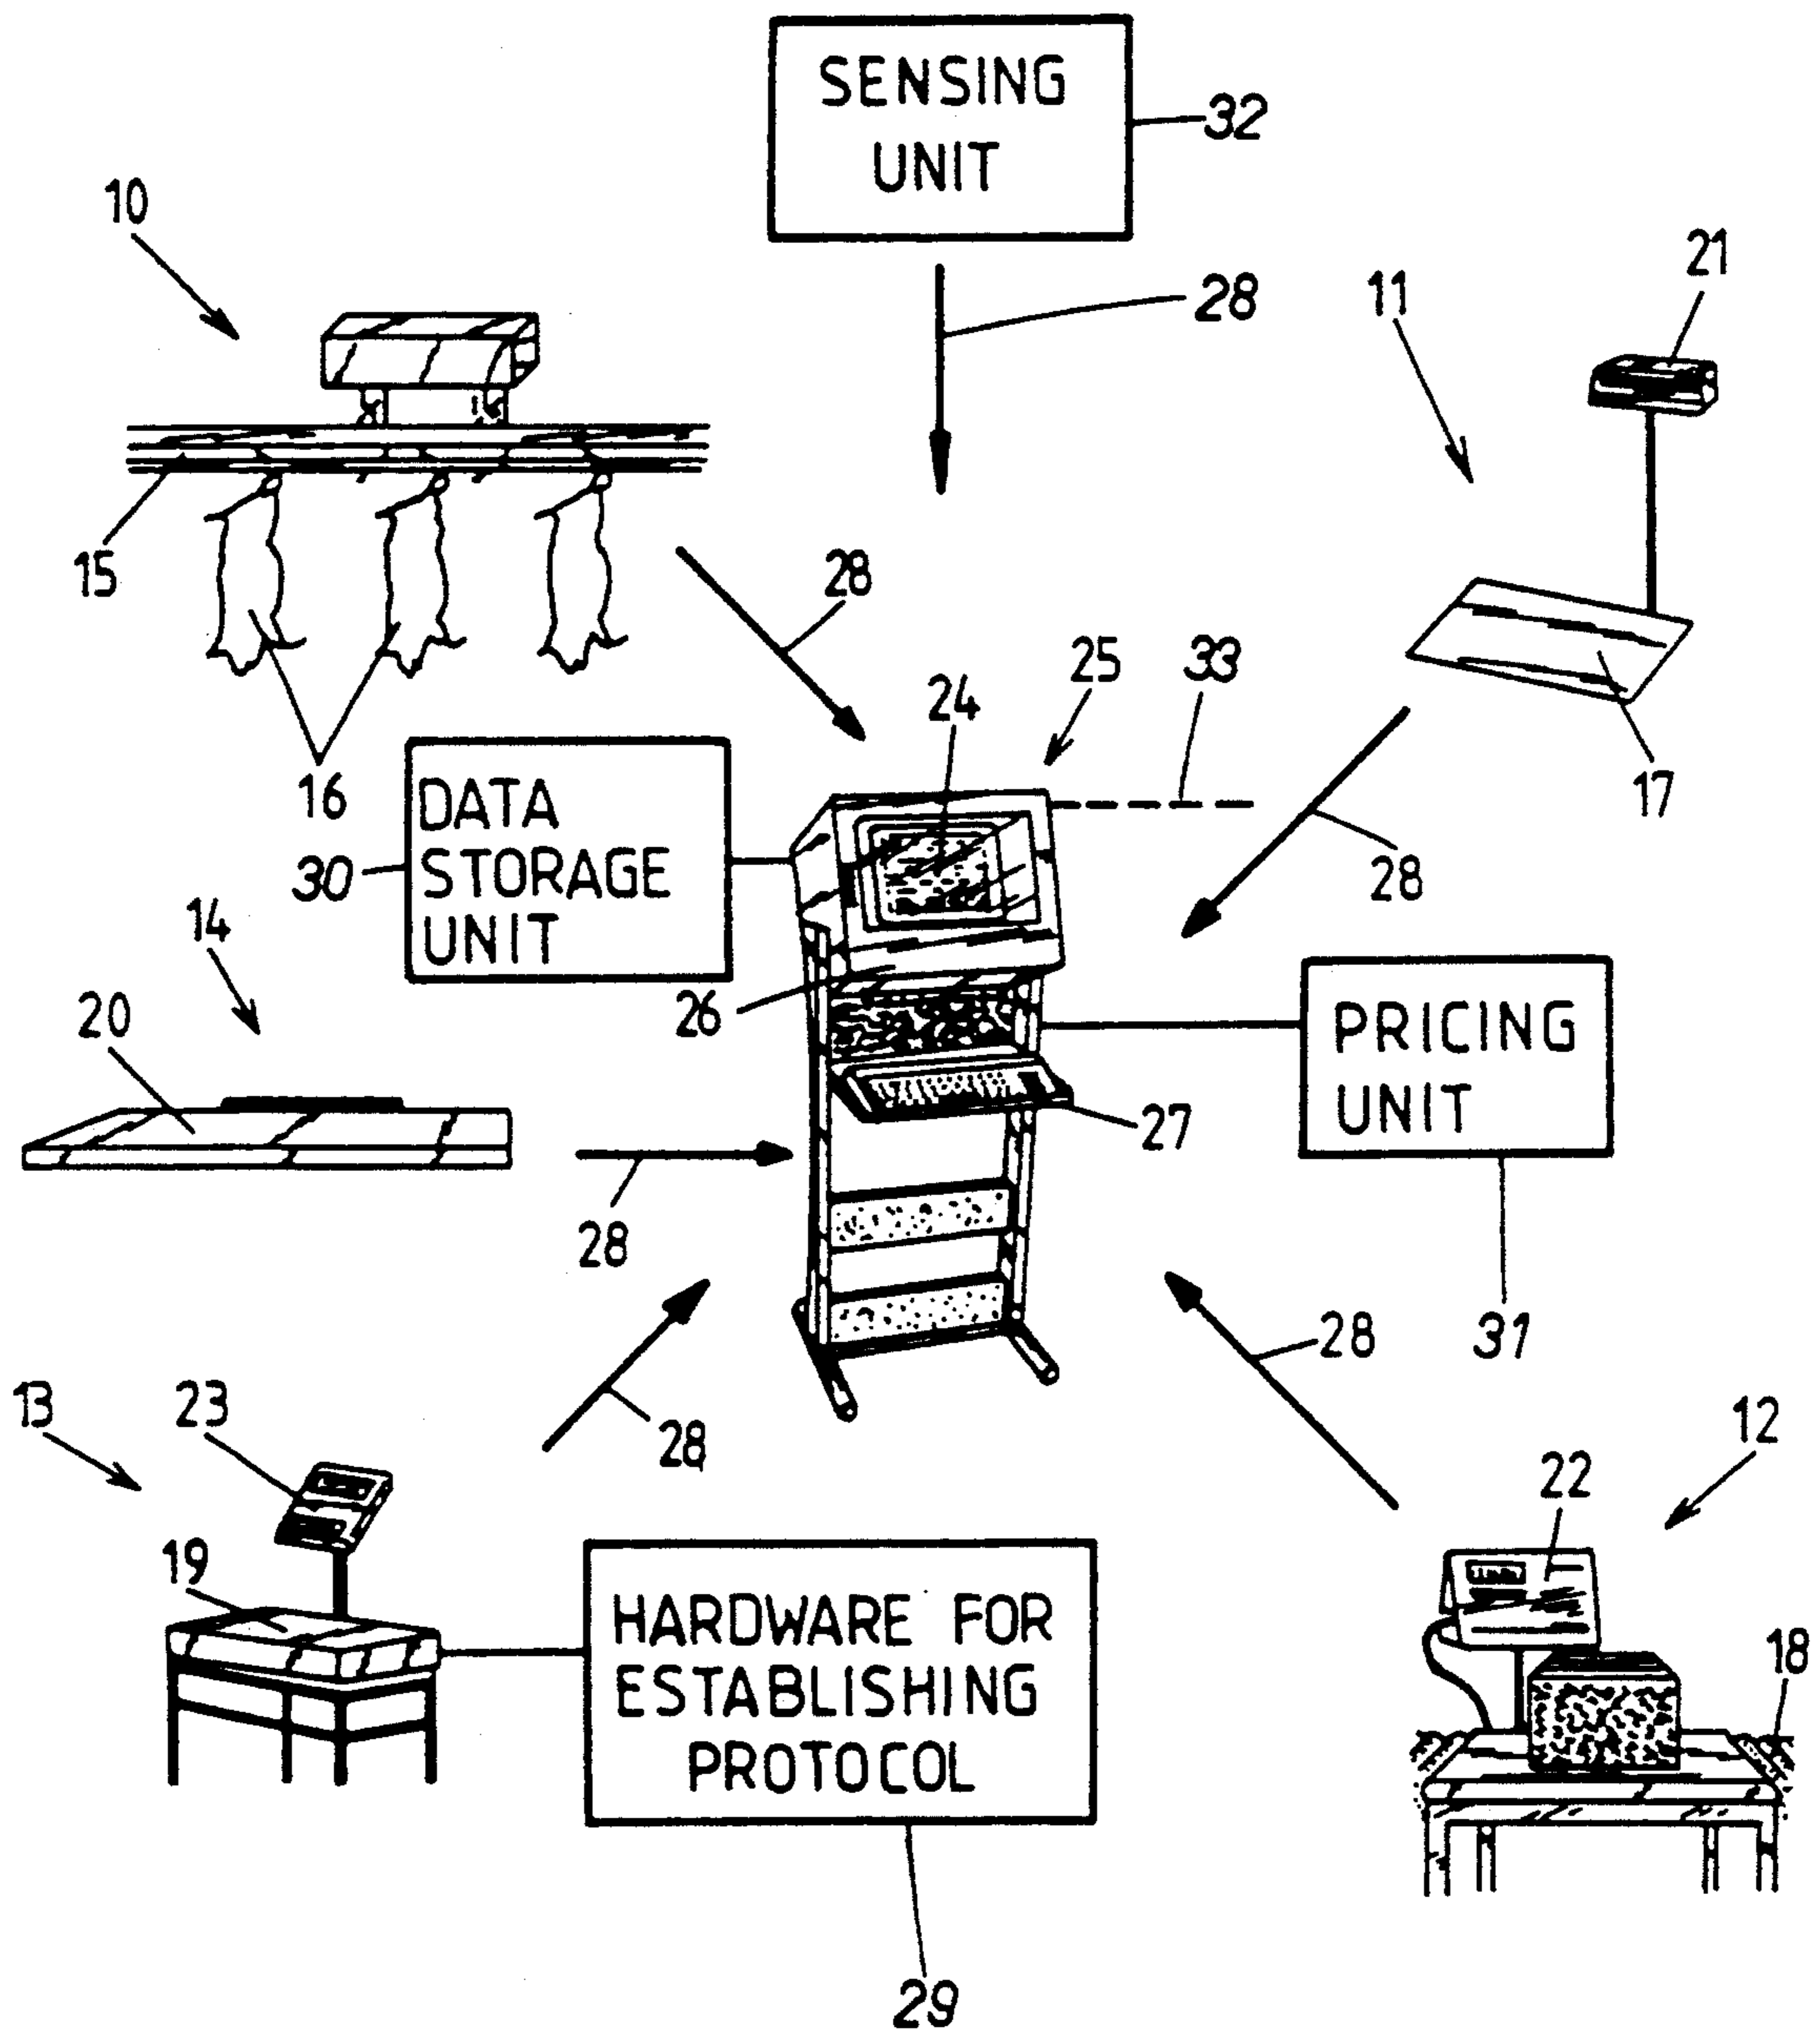 SENSING
UNIT
32
10
28
21
11
15
28
16
25
24
33
17
28
DATA
STORAGE
UNIT
30
14
20
26
PRICING
UNIT
27
28
31
28
13
23
28
12
22
19
18
HARDWARE FOR
ESTABLISHING
PROTOCOL
29